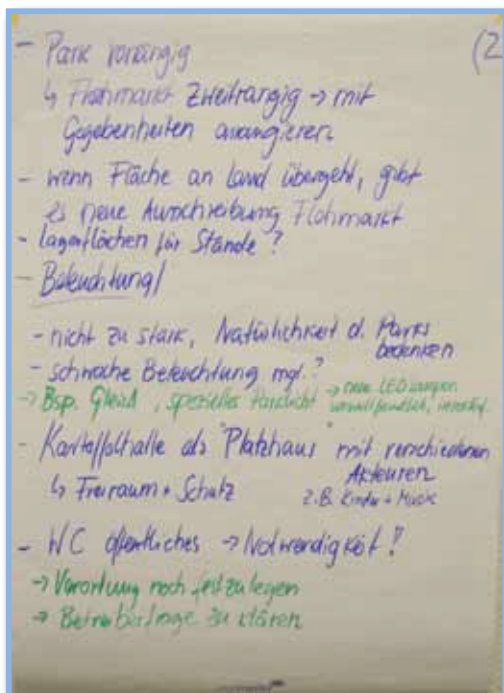 (2
- Park vorrangig
↳ Flohmarkt zweitrangig → mit
Gegebenheiten arrangieren
- wenn Fläche an Land übergeht, gibt
es neue Ausschreibung Flohmarkt
- Lagerflächen für Stände?
- Beleuchtung!
- nicht zu stark, Natürlichkeit d. Parks
bedenken
- schwache Beleuchtung mgl.?
→ Bsp. Gleisd., spezielles Parklicht → neue LED Lampen
umweltfreundlich,
- Kartoffelhalle als "Platzhaus" mit verschiedenen
Akteuren
↳ Freiraum + Schutz z.B. Kinder + Musik
- WC öffentliches → Notwendigkeit!
→ Verortung noch festzulegen
→ Betreiberfrage zu klären